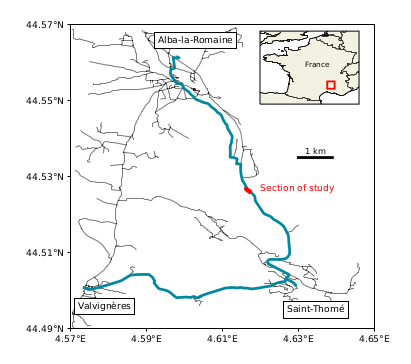 44.57°N
Alba-la-Romaine
France
44.55°N
1 km
44.53°N
Section of study
44.51°N
Valvignères
Saint-Thomé
44.49°N
4.57°E 4.59°E 4.61°E 4.63°E 4.65°E